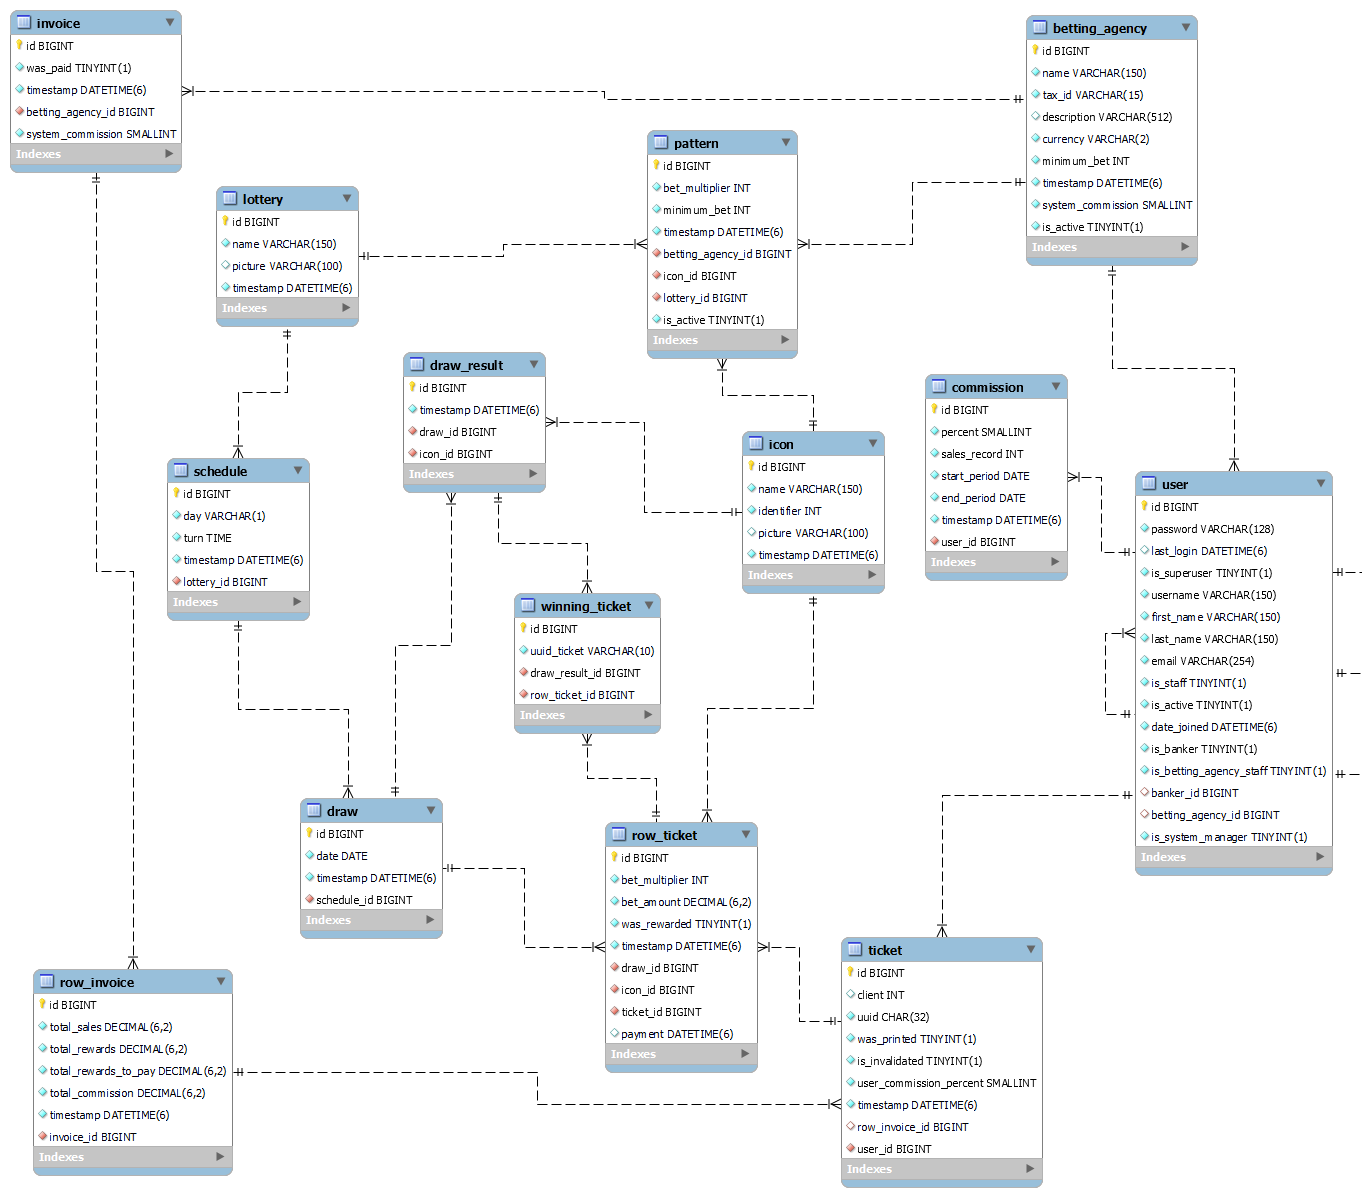 invoice
id BIGINT
was_paid TINYINT(1)
timestamp DATETIME(6)
betting_agency_id BIGINT
system_commission SMALLINT
Indexes
betting_agency
id BIGINT
name VARCHAR(150)
tax_id VARCHAR(15)
description VARCHAR(512)
currency VARCHAR(2)
minimum_bet INT
timestamp DATETIME(6)
system_commission SMALLINT
is_active TINYINT(1)
Indexes
pattern
id BIGINT
bet_multiplier INT
minimum_bet INT
timestamp DATETIME(6)
betting_agency_id BIGINT
icon_id BIGINT
lottery_id BIGINT
is_active TINYINT(1)
Indexes
lottery
id BIGINT
name VARCHAR(150)
picture VARCHAR(100)
timestamp DATETIME(6)
Indexes
draw_result
id BIGINT
timestamp DATETIME(6)
draw_id BIGINT
icon_id BIGINT
Indexes
commission
id BIGINT
percent SMALLINT
sales_record INT
start_period DATE
end_period DATE
timestamp DATETIME(6)
user_id BIGINT
Indexes
icon
id BIGINT
name VARCHAR(150)
identifier INT
picture VARCHAR(100)
timestamp DATETIME(6)
Indexes
schedule
id BIGINT
day VARCHAR(1)
turn TIME
timestamp DATETIME(6)
lottery_id BIGINT
Indexes
user
id BIGINT
password VARCHAR(128)
last_login DATETIME(6)
is_superuser TINYINT(1)
username VARCHAR(150)
first_name VARCHAR(150)
last_name VARCHAR(150)
email VARCHAR(254)
is_staff TINYINT(1)
is_active TINYINT(1)
date_joined DATETIME(6)
is_banker TINYINT(1)
is_betting_agency_staff TINYINT(1)
banker_id BIGINT
betting_agency_id BIGINT
is_system_manager TINYINT(1)
Indexes
winning_ticket
id BIGINT
uuid_ticket VARCHAR(10)
draw_result_id BIGINT
row_ticket_id BIGINT
Indexes
draw
id BIGINT
date DATE
timestamp DATETIME(6)
schedule_id BIGINT
Indexes
row_ticket
id BIGINT
bet_multiplier INT
bet_amount DECIMAL(6,2)
was_rewarded TINYINT(1)
timestamp DATETIME(6)
draw_id BIGINT
icon_id BIGINT
ticket_id BIGINT
payment DATETIME(6)
Indexes
ticket
id BIGINT
client INT
uuid CHAR(32)
was_printed TINYINT(1)
is_invalidated TINYINT(1)
user_commission_percent SMALLINT
timestamp DATETIME(6)
row_invoice_id BIGINT
user_id BIGINT
Indexes
row_invoice
id BIGINT
total_sales DECIMAL(6,2)
total_rewards DECIMAL(6,2)
total_rewards_to_pay DECIMAL(6,2)
total_commission DECIMAL(6,2)
timestamp DATETIME(6)
invoice_id BIGINT
Indexes